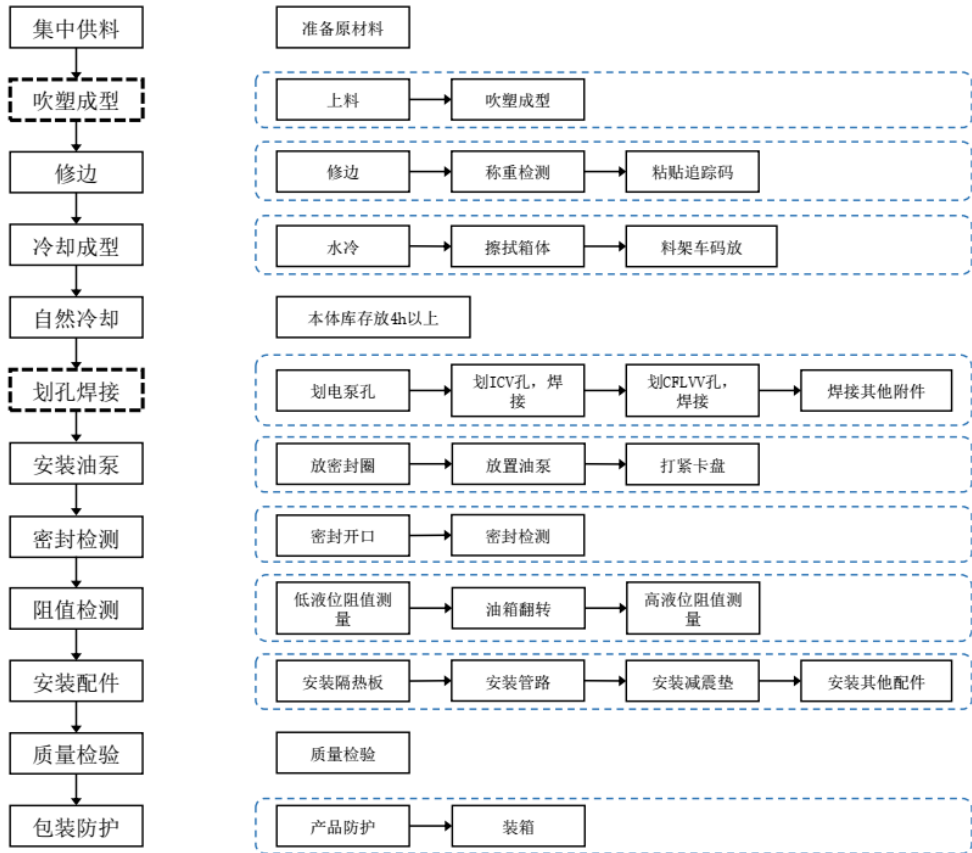 集中供料
准备原材料
吹塑成型
上料
吹塑成型
修边
修边
称重检测
粘贴追踪码
冷却成型
水冷
擦拭箱体
料架车码放
自然冷却
本体库存放4h以上
划孔焊接
划电泵孔
划ICV孔，焊
接
划CFLVV孔，
焊接
焊接其他附件
安装油泵
放密封圈
放置油泵
打紧卡盘
密封检测
密封开口
密封检测
阻值检测
低液位阻值测
量
油箱翻转
高液位阻值测
量
安装配件
安装隔热板
安装管路
安装减震垫
安装其他配件
质量检验
质量检验
包装防护
产品防护
装箱